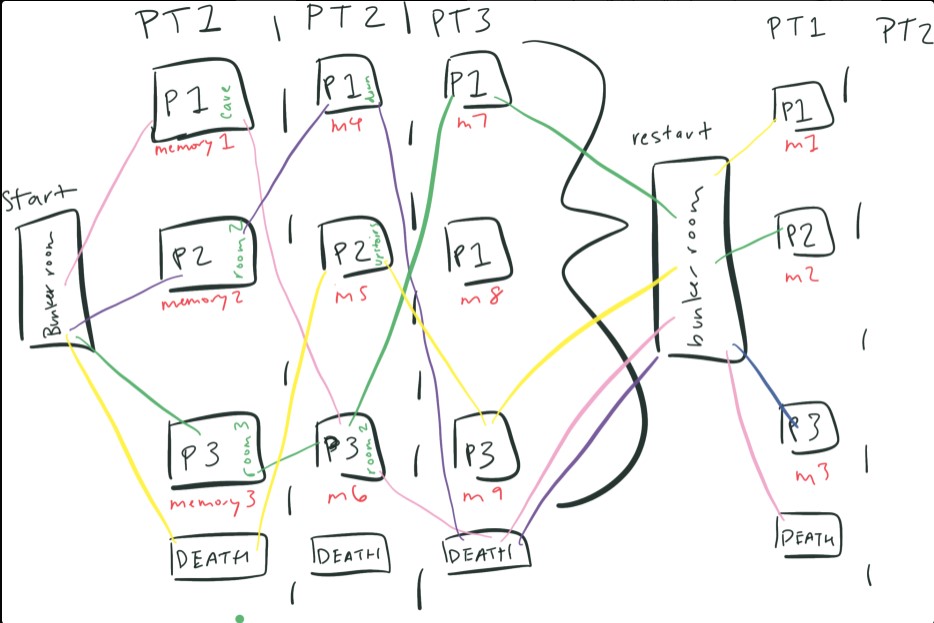 PT1 | PT2 | PT3
PT1 PT2
Start
Bunker room
P1 cave
memory 1
P2 room 2
memory 2
P3 room 3
memory 3
DEATH
P1
m4
P2 upstairs
m5
P3 room 2
m6
DEATH
P1
m7
P1
m8
P3
m9
DEATH
restart
bunker room
P1
m1
P2
m2
P3
m3
DEATH